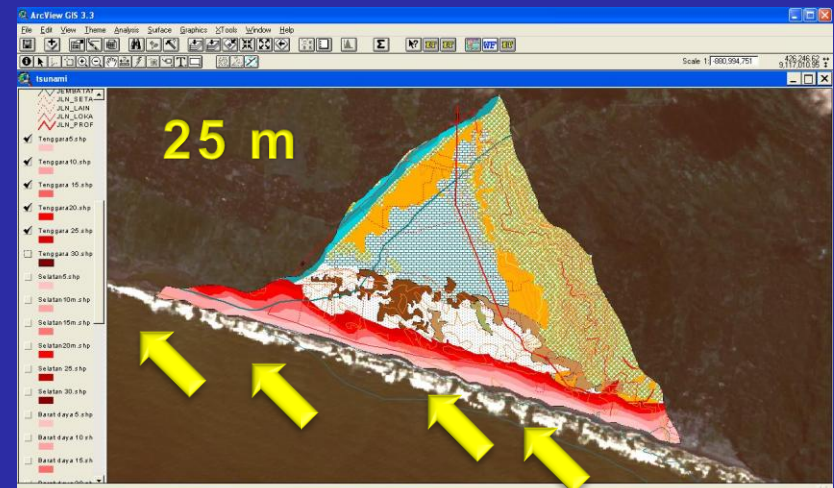 ArcView GIS 3.3
File Edit View Theme Analysis Surface Graphics XTools Window Help
Scale 1: -880,994,751
426,246.62
9,117,010.95
tsunami
JLN_SETA
JLN_LAIN
JLN_LOKA
JLN_PROF
Tenggara5.shp
Tenggara10.shp
Tenggara 15.shp
Tenggara20.shp
Tenggara 25.shp
Tenggara 30.shp
Selatan5.shp
Selatan10m.shp
Selatan15m.shp
Selatan20m.shp
Selatan 25.shp
Selatan 30.shp
Barat daya 5.shp
Barat daya 10.sh
Barat daya 15.sh
25 m